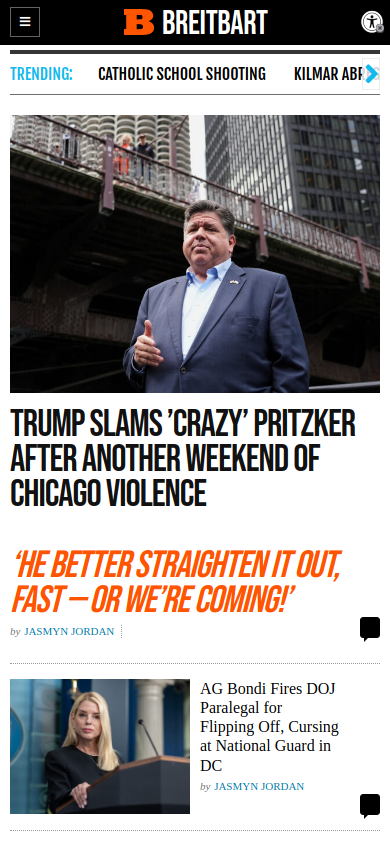 B BREITBART
TRENDING:
CATHOLIC SCHOOL SHOOTING
KILMAR
TRUMP SLAMS ’CRAZY’ PRITZKER
AFTER ANOTHER WEEKEND OF
CHICAGO VIOLENCE
‘HE BETTER STRAIGHTEN IT OUT,
FAST — OR WE’RE COMING!’
by JASMYN JORDAN
AG Bondi Fires DOJ
Paralegal for
Flipping Off, Cursing
at National Guard in
DC
by JASMYN JORDAN